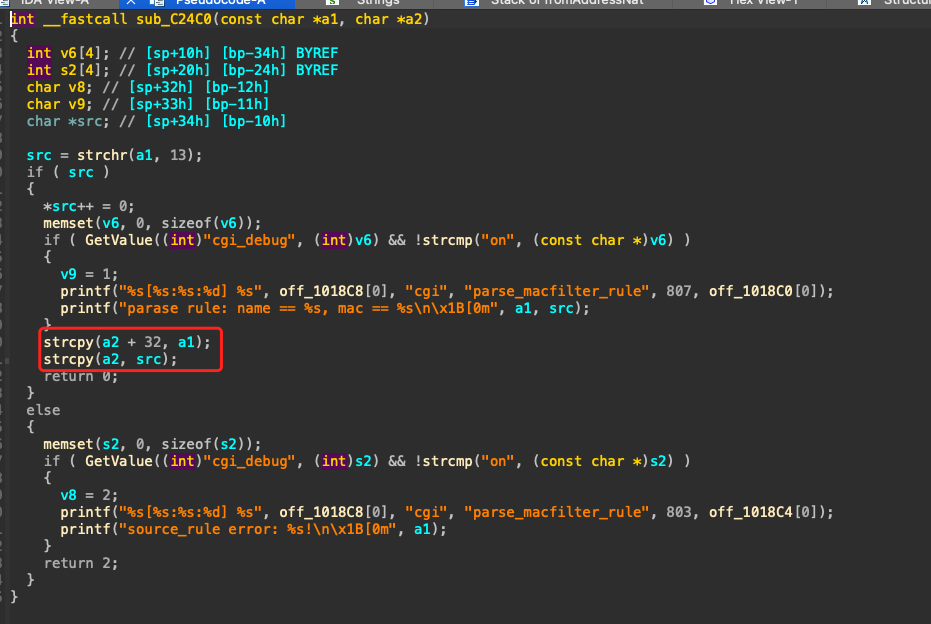 IDA View-A Pseudocode-A Strings Stack of fromAddressNat Hex View-1
int __fastcall sub_C24C0(const char *a1, char *a2)
{
int v6[4]; // [sp+10h] [bp-34h] BYREF
int s2[4]; // [sp+20h] [bp-24h] BYREF
char v8; // [sp+32h] [bp-12h]
char v9; // [sp+33h] [bp-11h]
char *src; // [sp+34h] [bp-10h]
src = strchr(a1, 13);
if ( src )
{
*src++ = 0;
memset(v6, 0, sizeof(v6));
if ( GetValue((int)"cgi_debug", (int)v6) && !strcmp("on", (const char *)v6) )
{
v9 = 1;
printf("%s[%s:%s:%d] %s", off_1018C8[0], "cgi", "parse_macfilter_rule", 807, off_1018C0[0]);
printf("parase rule: name == %s, mac == %s\n\x1B[0m", a1, src);
}
strcpy(a2 + 32, a1);
strcpy(a2, src);
return 0;
}
else
{
memset(s2, 0, sizeof(s2));
if ( GetValue((int)"cgi_debug", (int)s2) && !strcmp("on", (const char *)s2) )
{
v8 = 2;
printf("%s[%s:%s:%d] %s", off_1018C8[0], "cgi", "parse_macfilter_rule", 803, off_1018C4[0]);
printf("source_rule error: %s!\n\x1B[0m", a1);
}
return 2;
}
}